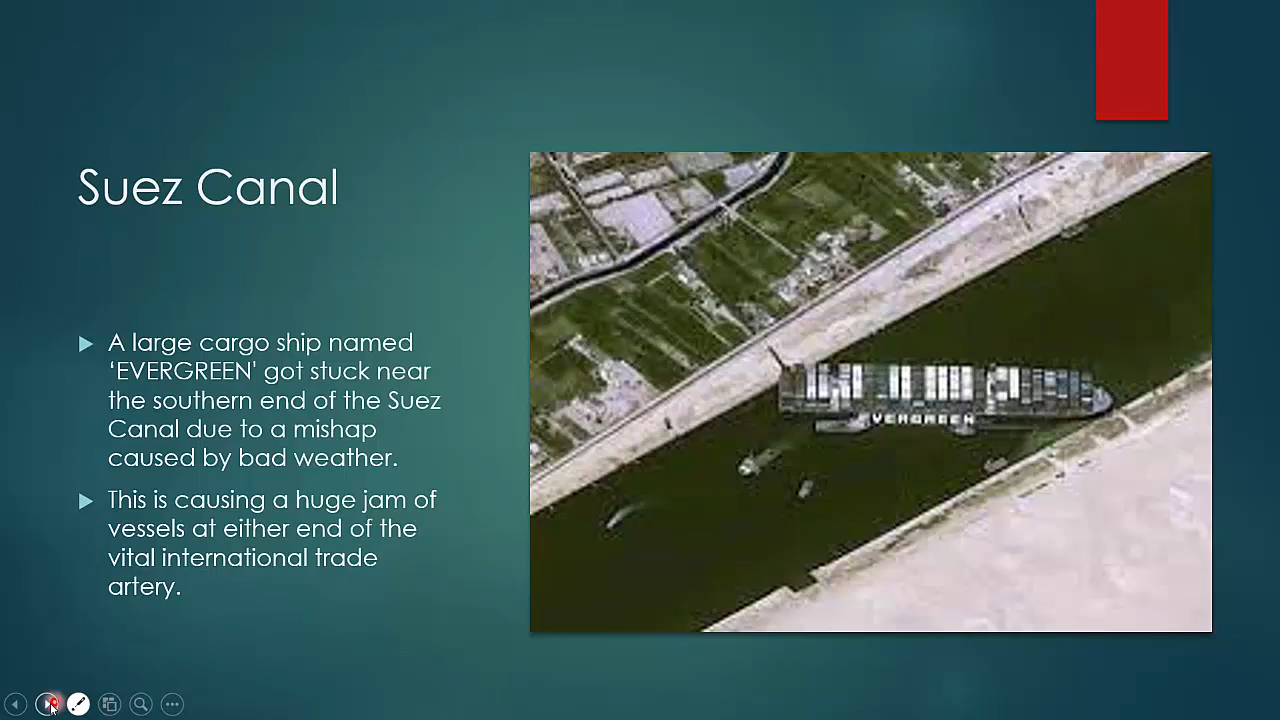 Suez Canal
A large cargo ship named
‘EVERGREEN' got stuck near
the southern end of the Suez
Canal due to a mishap
caused by bad weather.
This is causing a huge jam of
vessels at either end of the
vital international trade
artery.
VERGREEN